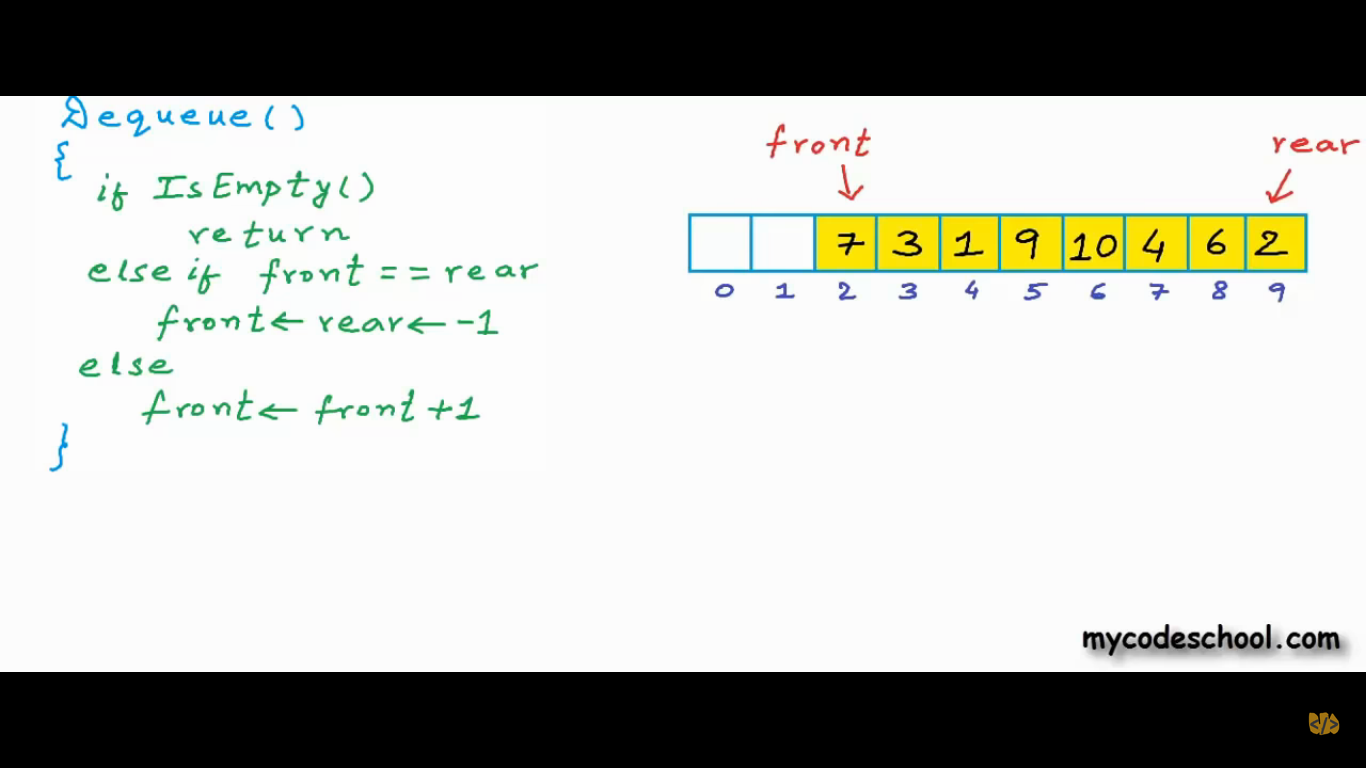 Dequeue()
{
if IsEmpty()
return
else if front == rear
front ← rear ← -1
else
front ← front +1
}
front
rear
7 3 1 9 10 4 6 2
0 1 2 3 4 5 6 7 8 9
mycodeschool.com